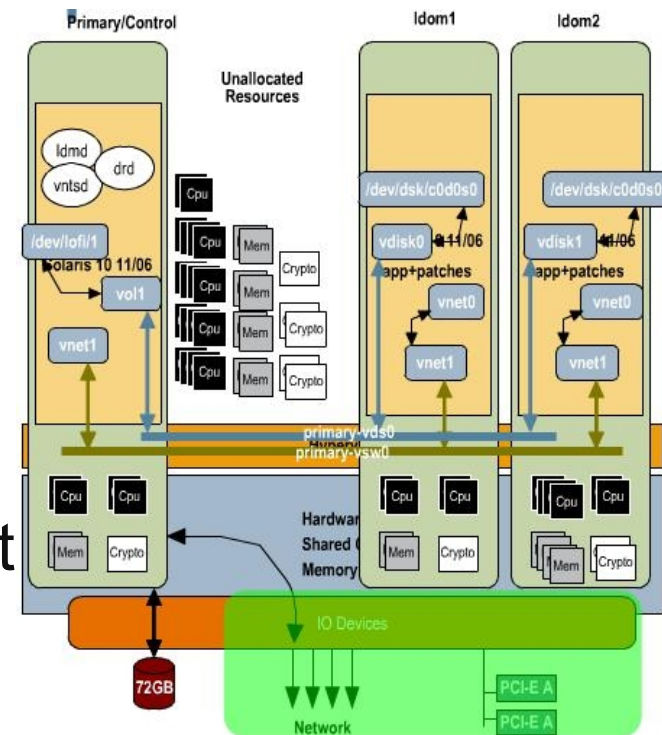 Primary/Control
ldom1
ldom2
Unallocated
Resources
ldmd
vntsd
drd
/dev/lofi/1
Solaris 10 11/06
vol1
vnet1
Cpu
Cpu
Mem
Cpu
Mem
Cpu
Mem
Cpu
Mem
Crypto
Crypto
Crypto
/dev/dsk/c0d0s0
vdisk0
11/06
app+patches
vnet0
vnet1
/dev/dsk/c0d0s0
vdisk1
11/06
app+patches
vnet0
vnet1
primary-vds0
primary-vsw0
Cpu
Cpu
Mem
Crypto
Cpu
Cpu
Mem
Crypto
Cpu
Cpu
Mem
Crypto
Hardwar
Shared
Memory
t
IO Devices
72GB
Network
PCI-E A
PCI-E A